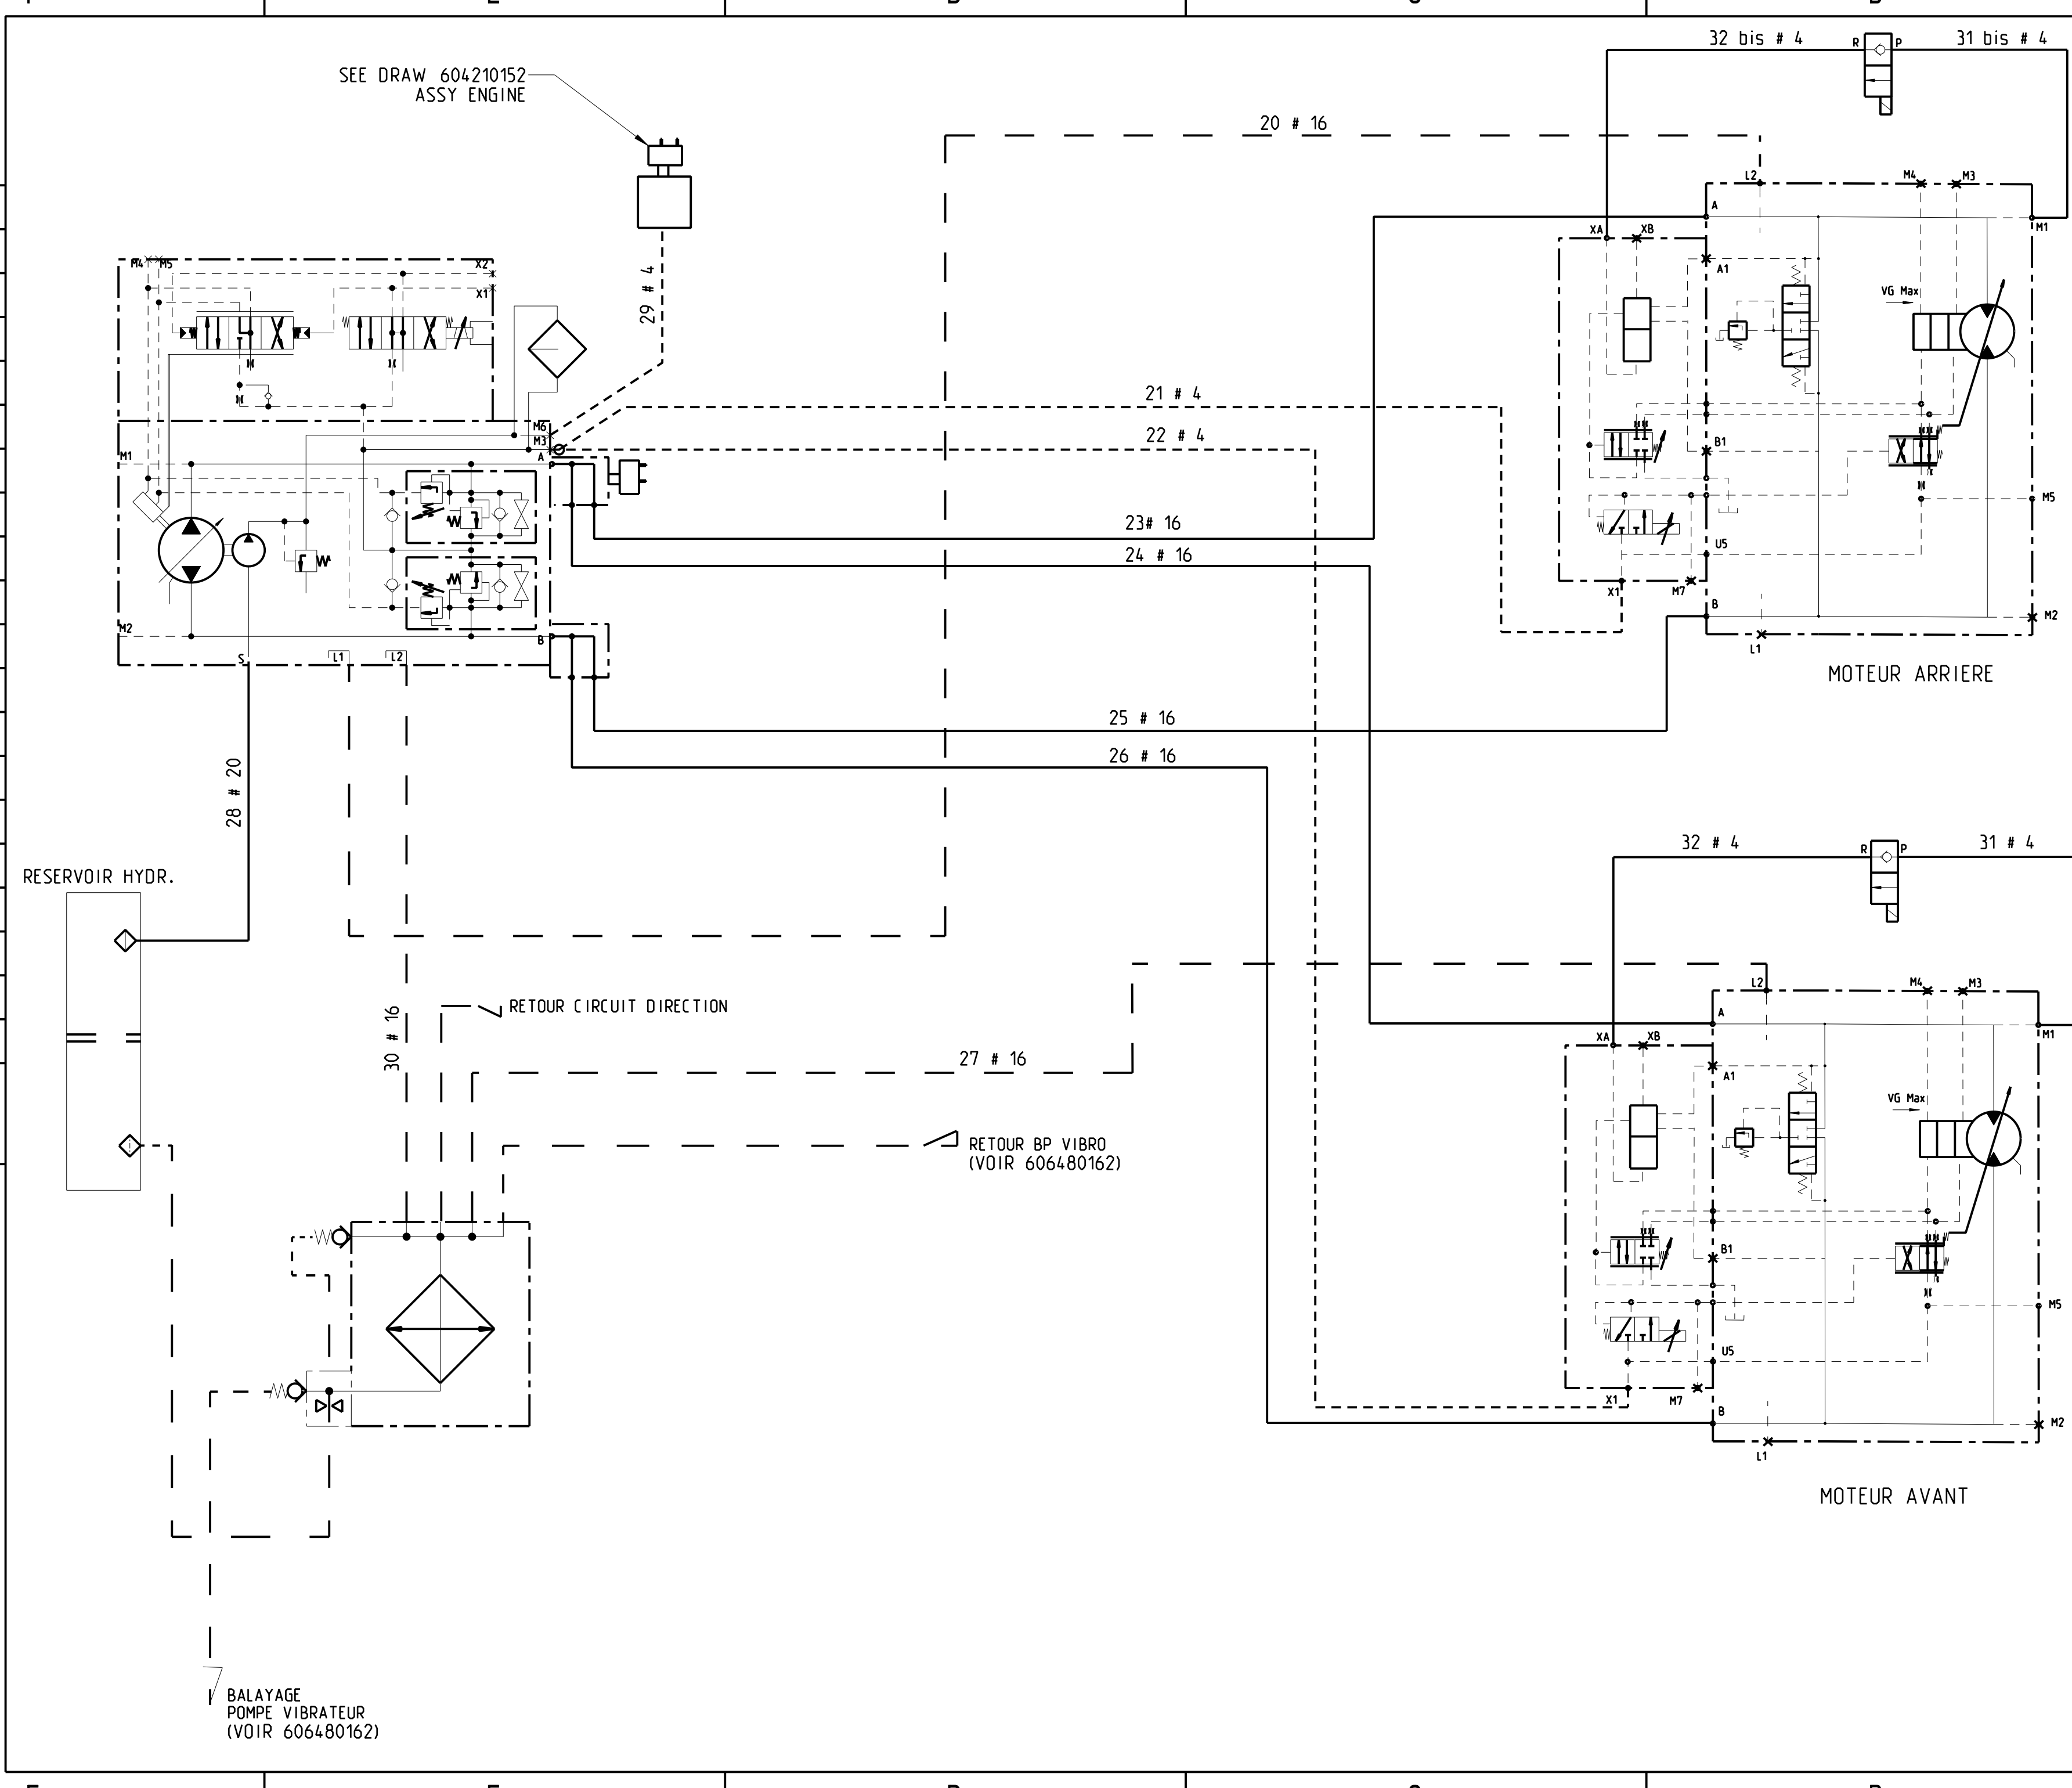 32 bis # 4
R
P
31 bis # 4
SEE DRAW 604210152
ASSY ENGINE
20 # 16
L2
M4
M3
A
M1
XA
XB
A1
VG Max
29 # 4
M4
M5
X2
X1
21 # 4
M6
M3
22 # 4
B1
M1
A
M5
23# 16
U5
24 # 16
X1
M7
B
M2
M2
B
S
L1
L2
L1
MOTEUR ARRIERE
25 # 16
26 # 16
28 # 20
32 # 4
R
P
31 # 4
RESERVOIR HYDR.
L2
M4
M3
RETOUR CIRCUIT DIRECTION
30 # 16
A
M1
XA
XB
27 # 16
A1
VG Max
RETOUR BP VIBRO
(VOIR 606480162)
B1
M5
U5
X1
M7
B
M2
L1
MOTEUR AVANT
BALAYAGE
POMPE VIBRATEUR
(VOIR 606480162)